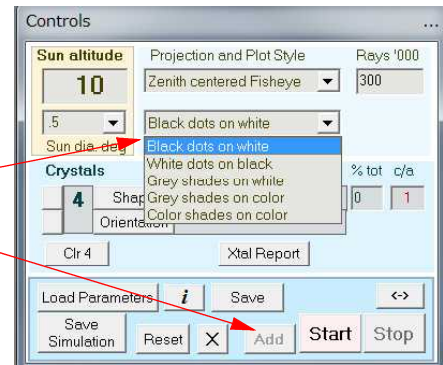 Controls ...
Sun altitude Projection and Plot Style Rays '000
10 Zenith centered Fisheye 300
.5 Black dots on white
Sun dia. deg Black dots on white
White dots on black
Crystals Grey shades on white % tot c/a
4 Shap Grey shades on color 0 1
Orientation Color shades on color
Clr 4 Xtal Report
Load Parameters i Save <->
Save
Simulation Reset X Add Start Stop